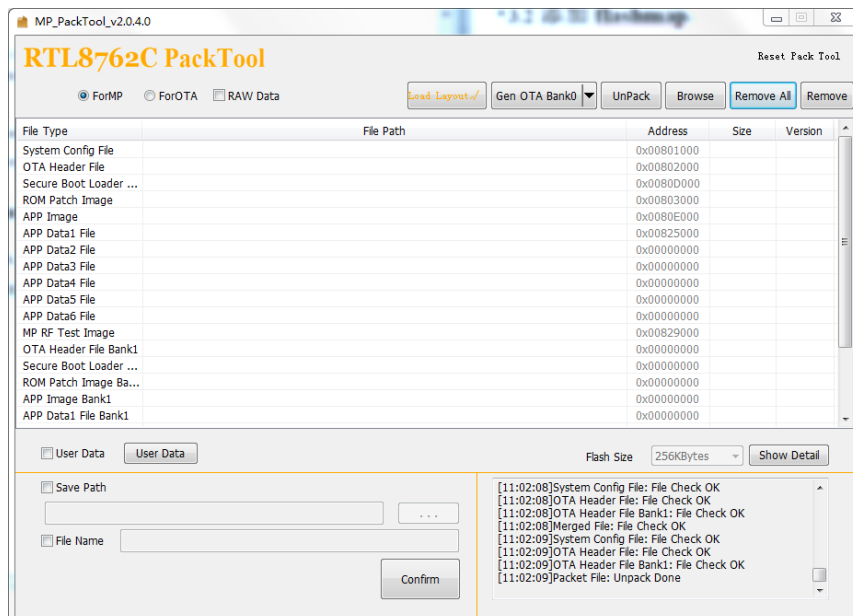 MP_PackTool_v2.0.4.0
RTL8762C PackTool
Reset Pack Tool
ForMP ForOTA RAW Data Load Layout√ Gen OTA Bank0 UnPack Browse Remove All Remove
File Type File Path Address Size Version
System Config File 0x00801000
OTA Header File 0x00802000
Secure Boot Loader ... 0x0080D000
ROM Patch Image 0x00803000
APP Image 0x0080E000
APP Data1 File 0x00825000
APP Data2 File 0x00000000
APP Data3 File 0x00000000
APP Data4 File 0x00000000
APP Data5 File 0x00000000
APP Data6 File 0x00000000
MP RF Test Image 0x00829000
OTA Header File Bank1 0x00000000
Secure Boot Loader ... 0x00000000
ROM Patch Image Ba... 0x00000000
APP Image Bank1 0x00000000
APP Data1 File Bank1 0x00000000
User Data User Data Flash Size 256KBytes Show Detail
Save Path
...
File Name
Confirm
[11:02:08]System Config File: File Check OK
[11:02:08]OTA Header File: File Check OK
[11:02:08]OTA Header File Bank1: File Check OK
[11:02:08]Merged File: File Check OK
[11:02:09]System Config File: File Check OK
[11:02:09]OTA Header File: File Check OK
[11:02:09]OTA Header File Bank1: File Check OK
[11:02:09]Packet File: Unpack Done